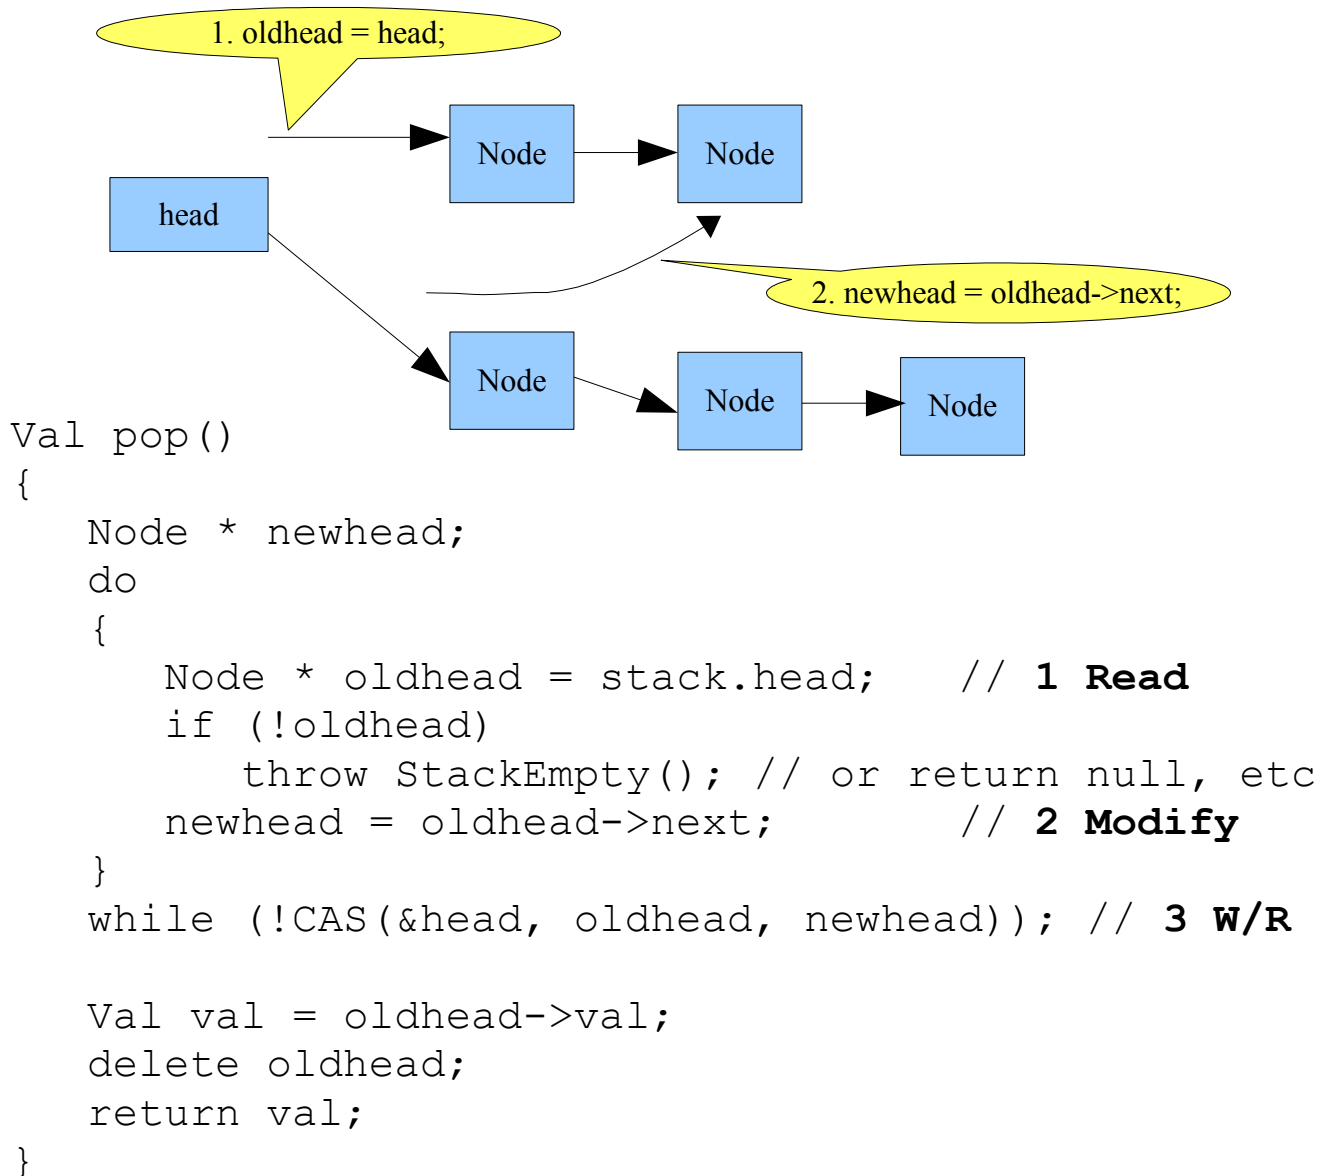 1. oldhead = head;
Node
Node
head
2. newhead = oldhead->next;
Node
Node
Node
Val pop()
{
   Node * newhead;
   do
   {
      Node * oldhead = stack.head;   // 1 Read
      if (!oldhead)
         throw StackEmpty(); // or return null, etc
      newhead = oldhead->next;       // 2 Modify
   }
   while (!CAS(&head, oldhead, newhead)); // 3 W/R

   Val val = oldhead->val;
   delete oldhead;
   return val;
}